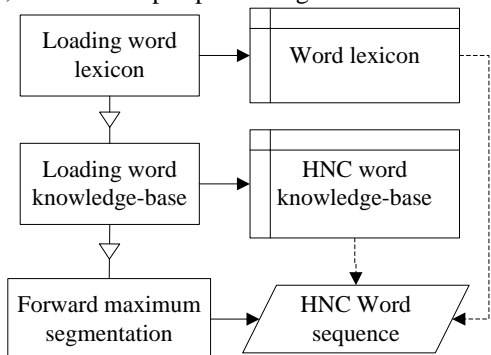 Loading word
lexicon
Word lexicon
Loading word
knowledge-base
HNC word
knowledge-base
Forward maximum
segmentation
HNC Word
sequence